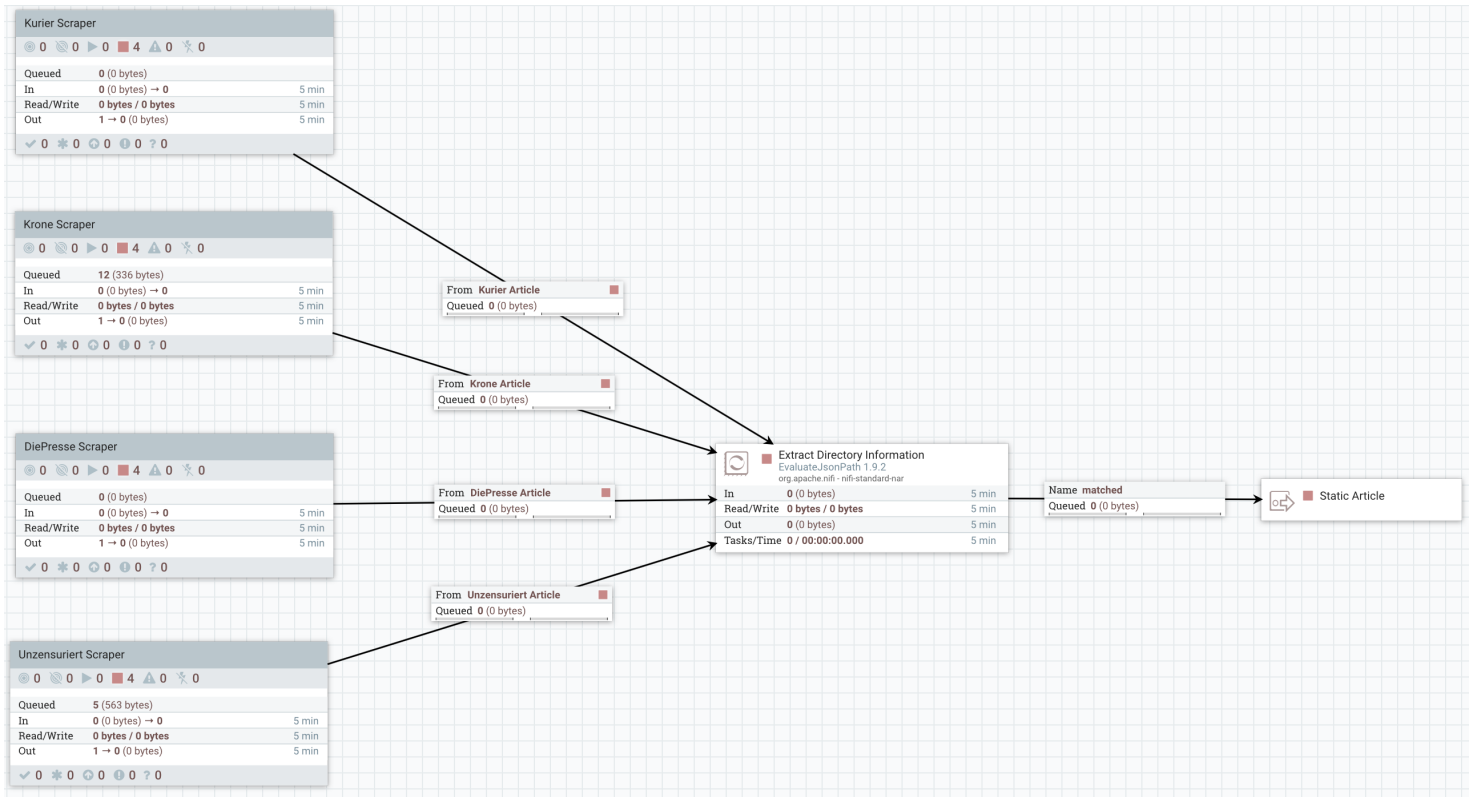 Kurier Scraper
0 0 0 4 0 0
Queued 0 (0 bytes)
In 0 (0 bytes) → 0 5 min
Read/Write 0 bytes / 0 bytes 5 min
Out 1 → 0 (0 bytes) 5 min
0 0 0 0 ? 0
Krone Scraper
0 0 0 4 0 0
Queued 12 (336 bytes)
In 0 (0 bytes) → 0 5 min
Read/Write 0 bytes / 0 bytes 5 min
Out 1 → 0 (0 bytes) 5 min
0 0 0 0 ? 0
From Kurier Article
Queued 0 (0 bytes)
From Krone Article
Queued 0 (0 bytes)
DiePresse Scraper
0 0 0 4 0 0
Queued 0 (0 bytes)
In 0 (0 bytes) → 0 5 min
Read/Write 0 bytes / 0 bytes 5 min
Out 1 → 0 (0 bytes) 5 min
0 0 0 0 ? 0
From DiePresse Article
Queued 0 (0 bytes)
Extract Directory Information
EvaluateJsonPath 1.9.2
org.apache.nifi - nifi-standard-nar
In 0 (0 bytes) 5 min
Read/Write 0 bytes / 0 bytes 5 min
Out 0 (0 bytes) 5 min
Tasks/Time 0 / 00:00:00.000 5 min
Name matched
Queued 0 (0 bytes)
Static Article
From Unzensuriert Article
Queued 0 (0 bytes)
Unzensuriert Scraper
0 0 0 4 0 0
Queued 5 (563 bytes)
In 0 (0 bytes) → 0 5 min
Read/Write 0 bytes / 0 bytes 5 min
Out 1 → 0 (0 bytes) 5 min
0 0 0 0 ? 0